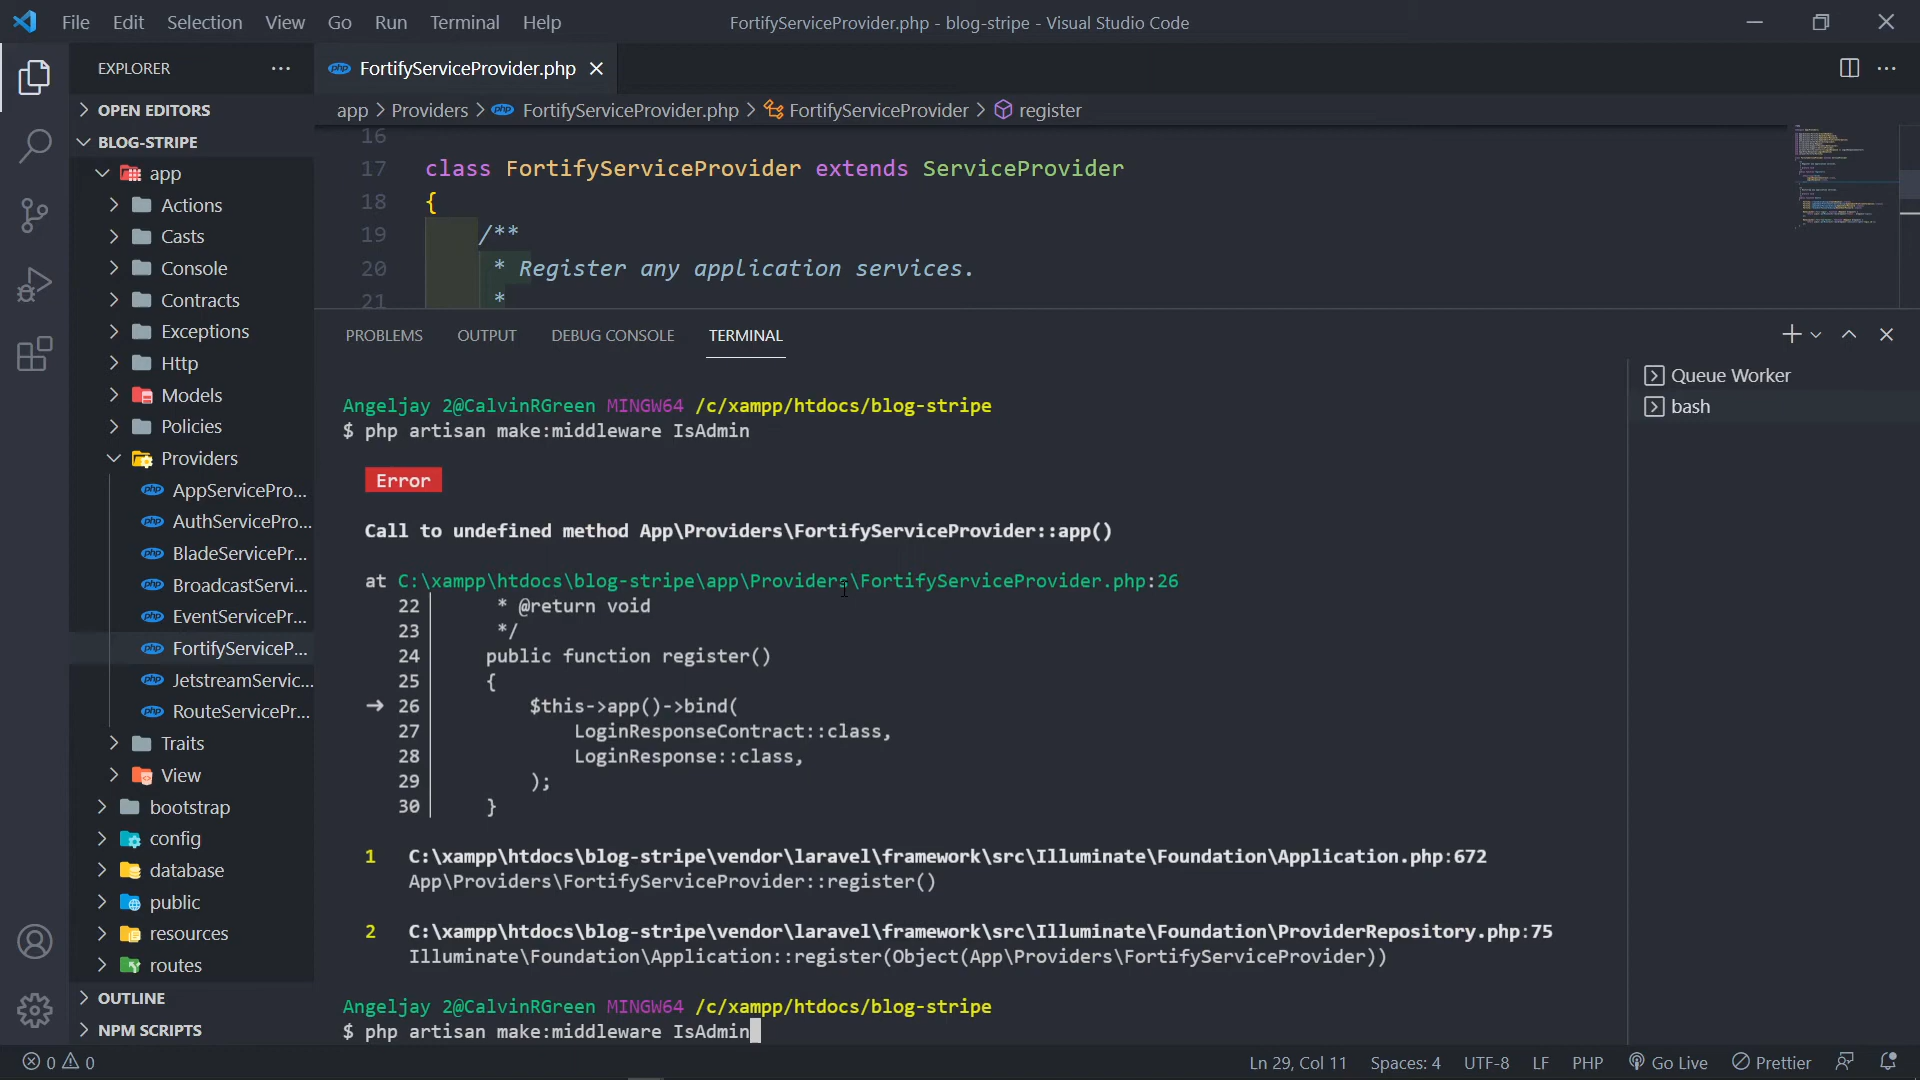 File Edit Selection View Go Run Terminal Help
FortifyServiceProvider.php - blog-stripe - Visual Studio Code
EXPLORER
OPEN EDITORS
BLOG-STRIPE
app
Actions
Casts
Console
Contracts
Exceptions
Http
Models
Policies
Providers
AppServicePro...
AuthServicePro...
BladeServicePr...
BroadcastServi...
EventServicePr...
FortifyServiceP...
JetstreamServic...
RouteServicePr...
Traits
View
bootstrap
config
database
public
resources
routes
OUTLINE
NPM SCRIPTS
php FortifyServiceProvider.php
app > Providers > php FortifyServiceProvider.php > FortifyServiceProvider > register
16
17 class FortifyServiceProvider extends ServiceProvider
18 {
19 /**
20 * Register any application services.
21 *
PROBLEMS OUTPUT DEBUG CONSOLE TERMINAL
Queue Worker
bash
Angeljay 2@CalvinRGreen MINGW64 /c/xampp/htdocs/blog-stripe
$ php artisan make:middleware IsAdmin
Error
Call to undefined method App\Providers\FortifyServiceProvider::app()
at C:\xampp\htdocs\blog-stripe\app\Providers\FortifyServiceProvider.php:26
22 * @return void
23 */
24 public function register()
25 {
➜ 26 $this->app()->bind(
27 LoginResponseContract::class,
28 LoginResponse::class,
29 );
30 }
1 C:\xampp\htdocs\blog-stripe\vendor\laravel\framework\src\Illuminate\Foundation\Application.php:672
App\Providers\FortifyServiceProvider::register()
2 C:\xampp\htdocs\blog-stripe\vendor\laravel\framework\src\Illuminate\Foundation\ProviderRepository.php:75
Illuminate\Foundation\Application::register(Object(App\Providers\FortifyServiceProvider))
Angeljay 2@CalvinRGreen MINGW64 /c/xampp/htdocs/blog-stripe
$ php artisan make:middleware IsAdmin
0 0
Ln 29, Col 11 Spaces: 4 UTF-8 LF PHP Go Live Prettier